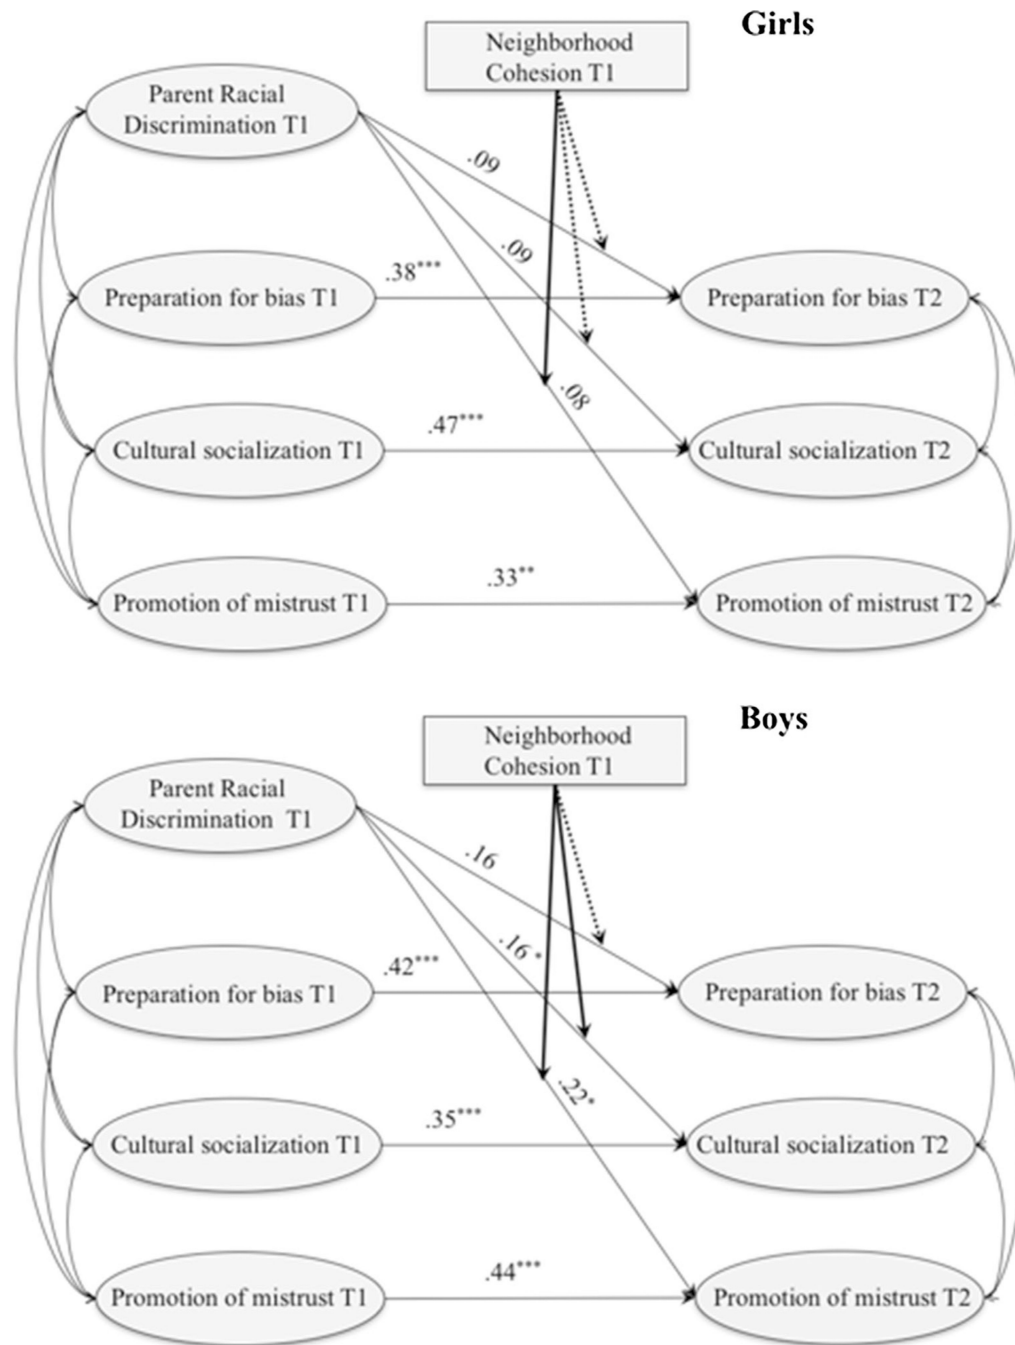 Girls
Neighborhood
Cohesion T1
Parent Racial
Discrimination T1
.09
.09
.38***
Preparation for bias T1
Preparation for bias T2
.08
.47***
Cultural socialization T1
Cultural socialization T2
.33**
Promotion of mistrust T1
Promotion of mistrust T2
Boys
Neighborhood
Cohesion T1
Parent Racial
Discrimination T1
.16
.16*
.42***
Preparation for bias T1
Preparation for bias T2
.22*
.35***
Cultural socialization T1
Cultural socialization T2
.44***
Promotion of mistrust T1
Promotion of mistrust T2